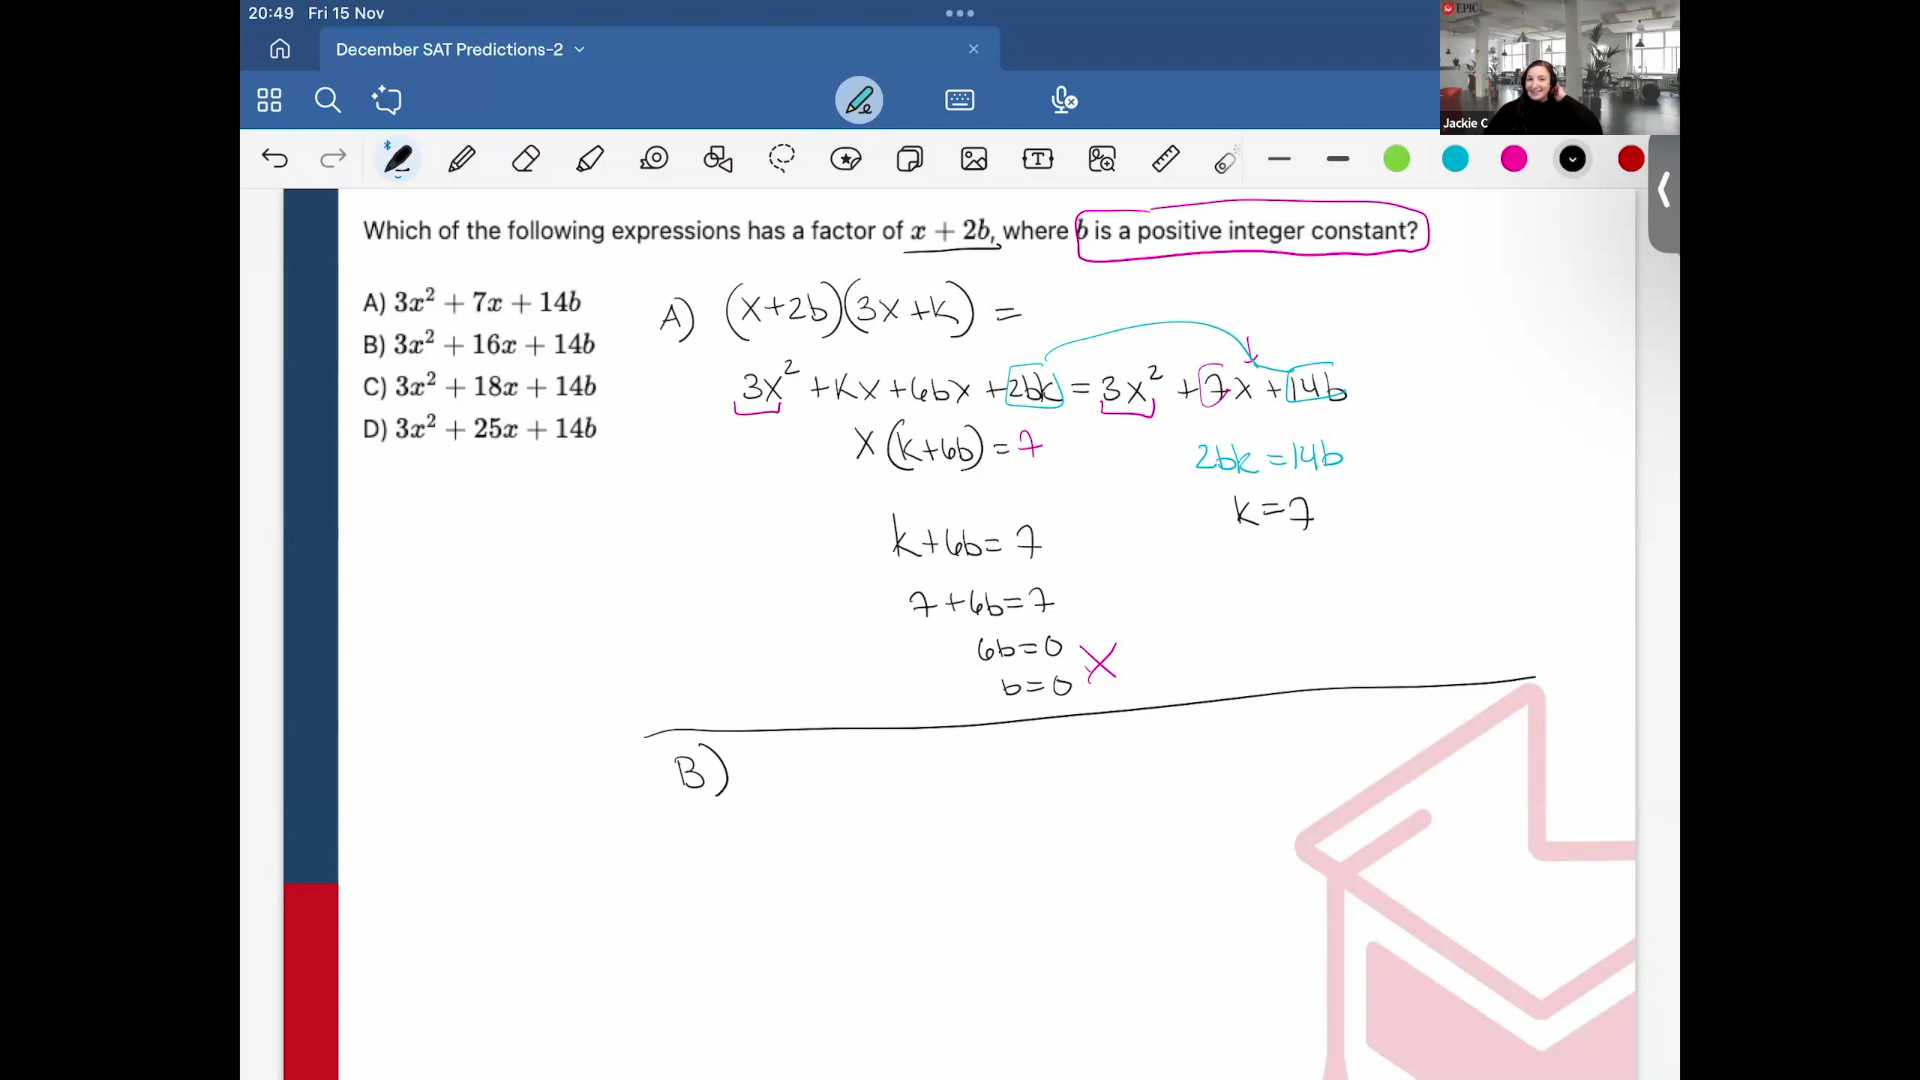 20:49 Fri 15 Nov
December SAT Predictions-2
EPIC
Jackie C
Which of the following expressions has a factor of x + 2b, where b is a positive integer constant?
A) 3x² + 7x + 14b
B) 3x² + 16x + 14b
C) 3x² + 18x + 14b
D) 3x² + 25x + 14b
A) (x+2b)(3x+k) =
3x² + kx + 6bx + 2bk = 3x² + 7x + 14b
x(k+6b) = 7
2bk = 14b
k = 7
k+6b = 7
7+6b = 7
6b = 0
b = 0
B)